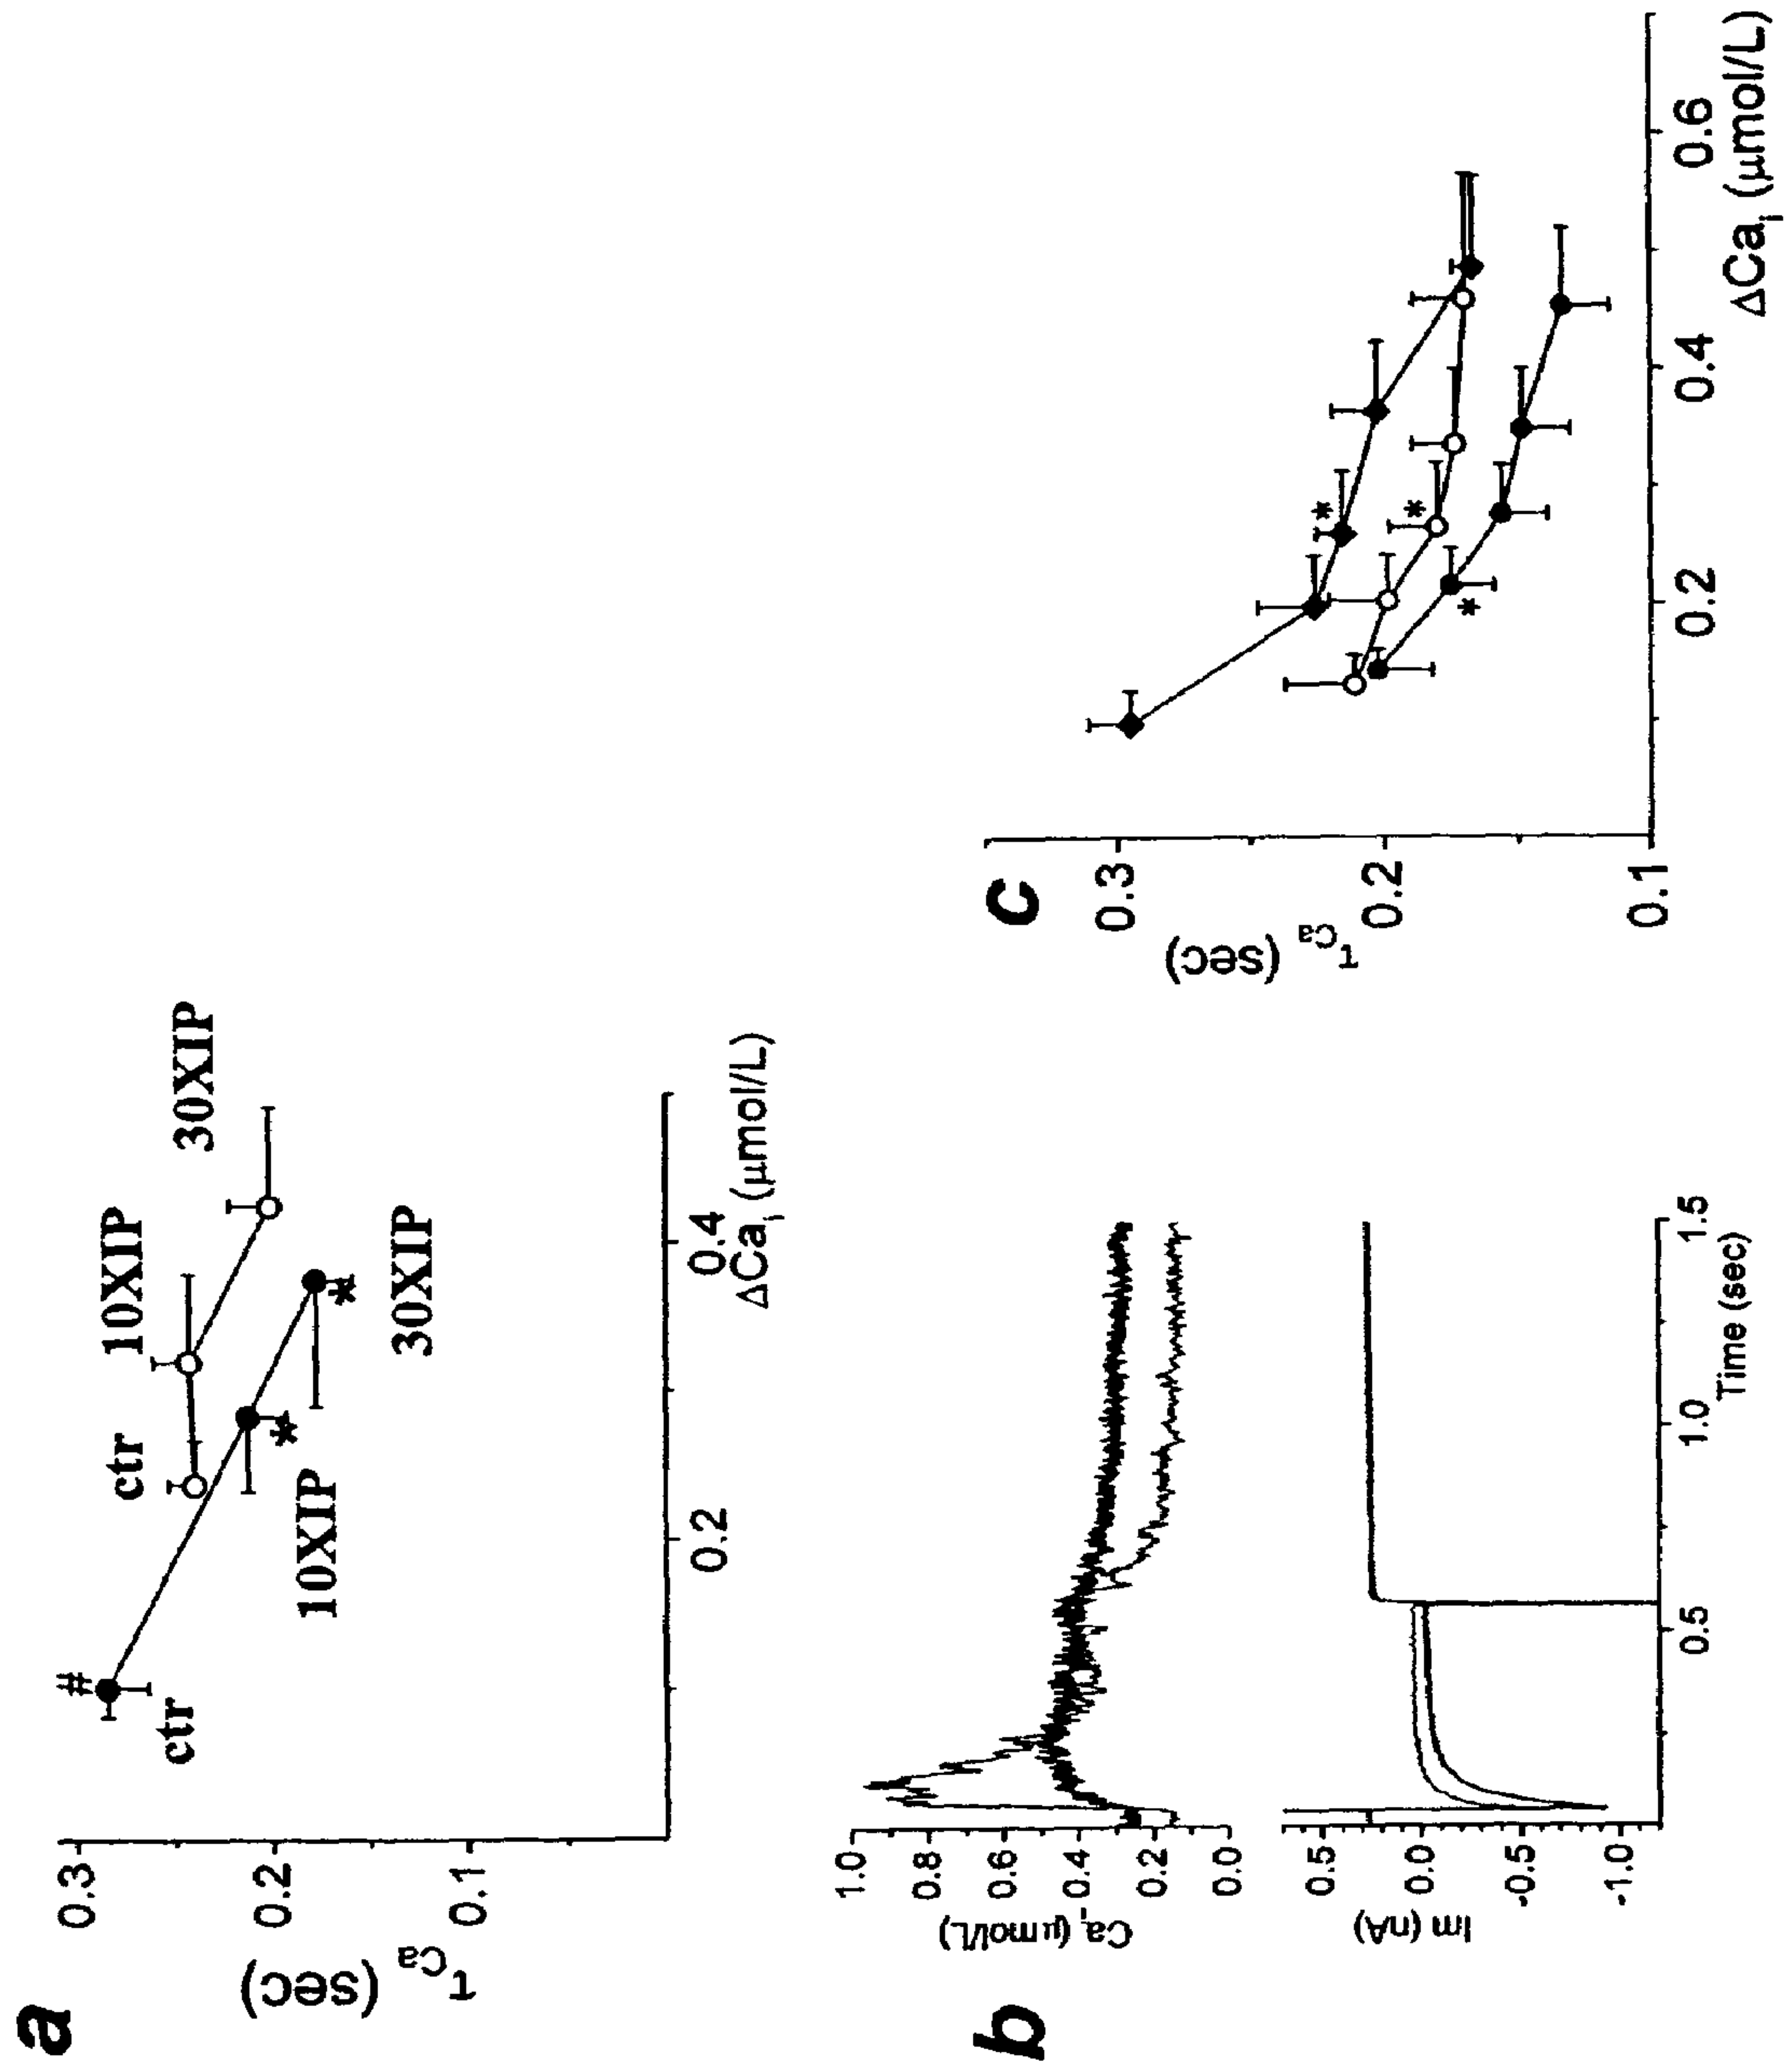 a
0.3
0.2
0.1
τCa
(sec)
#
ctr
ctr
10XIP
30XIP
*
10XIP
*
30XIP
0.2
0.4
ΔCai (μmol/L)
b
1.0
0.8
0.6
0.4
0.2
0.0
Cai (μmol/L)
0.5
0.0
-0.5
-1.0
Im (nA)
0.5
1.0
1.5
Time (sec)
c
0.3
0.2
0.1
τCa
(sec)
*
*
*
0.2
0.4
0.6
ΔCai (μmol/L)